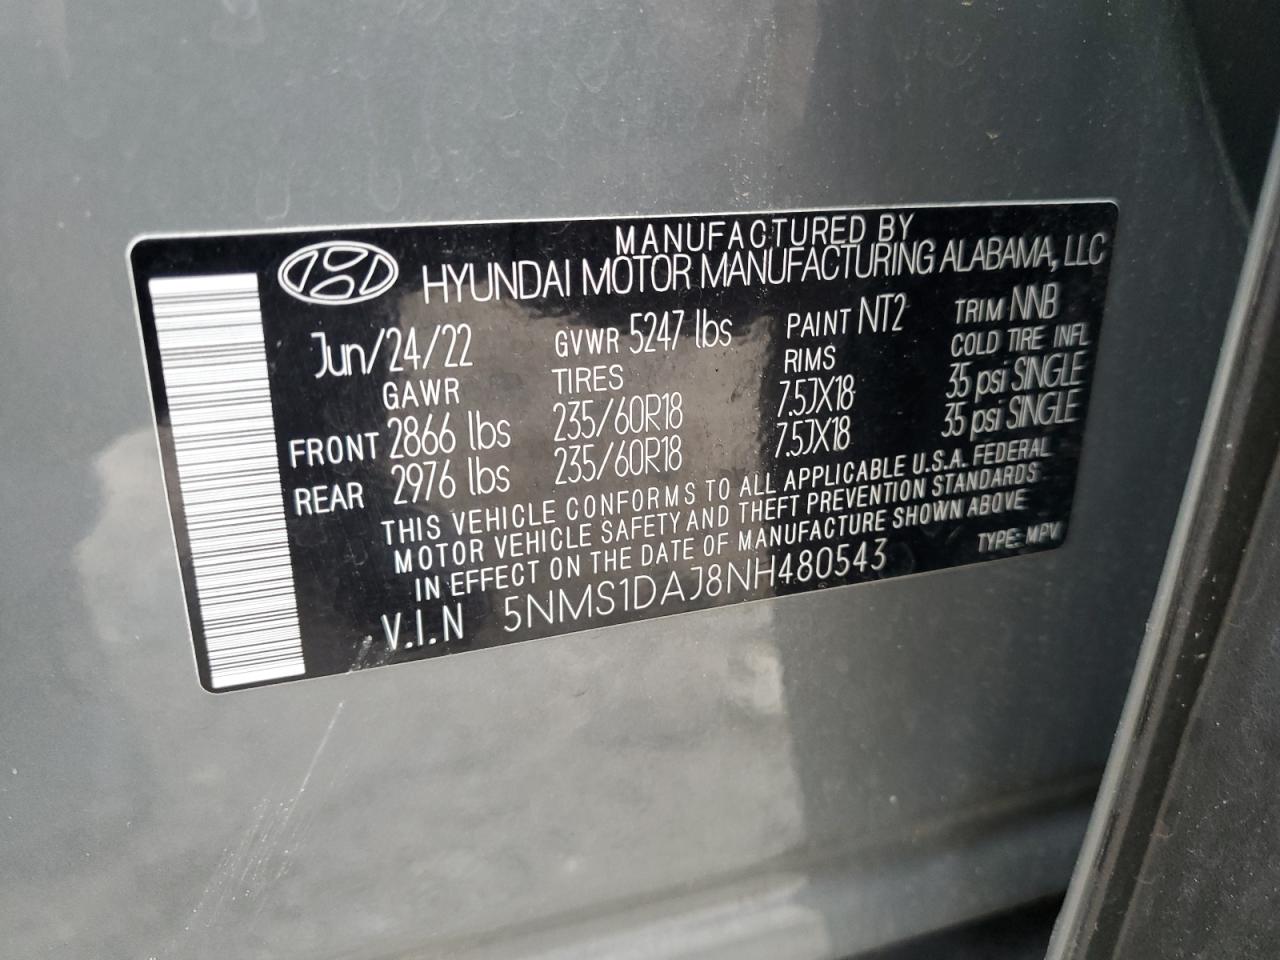 MANUFACTURED BY
HYUNDAI MOTOR MANUFACTURING ALABAMA, LLC
Jun/24/22 GVWR 5247 lbs PAINT NT2 TRIM NNB
GAWR TIRES RIMS COLD TIRE INFL
FRONT 2866 lbs 235/60R18 7.5JX18 35 psi SINGLE
REAR 2976 lbs 235/60R18 7.5JX18 35 psi SINGLE
THIS VEHICLE CONFORMS TO ALL APPLICABLE U.S.A. FEDERAL
MOTOR VEHICLE SAFETY AND THEFT PREVENTION STANDARDS
IN EFFECT ON THE DATE OF MANUFACTURE SHOWN ABOVE
V.I.N 5NMS1DAJ8NH480543 TYPE: MPV